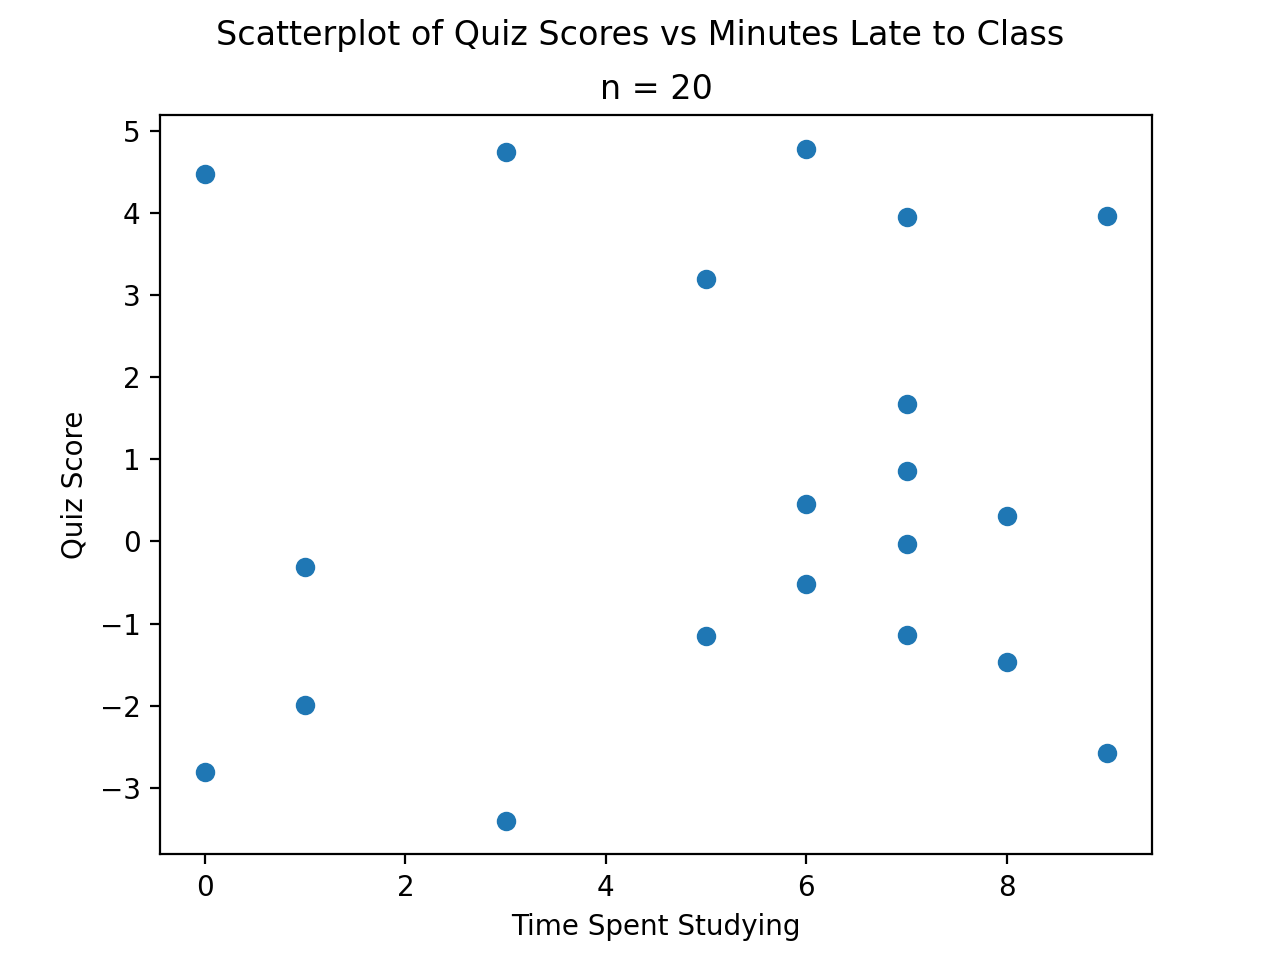 Scatterplot of Quiz Scores vs Minutes Late to Class
n = 20
5
4
3
2
1
0
−1
−2
−3
Quiz Score
0 2 4 6 8
Time Spent Studying